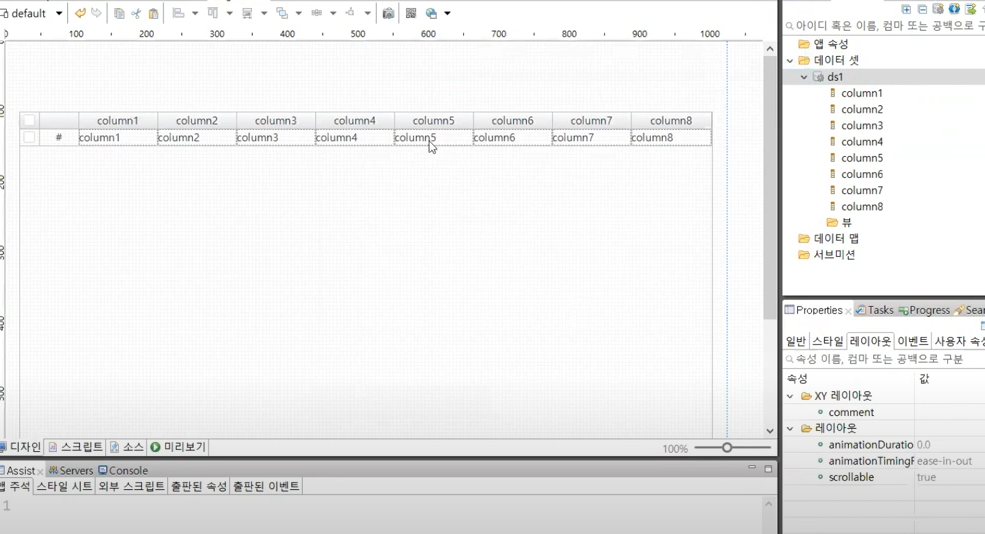 default
0 100 200 300 400 500 600 700 800 900 1000
100
200
300
400
500
column1 column2 column3 column4 column5 column6 column7 column8
# column1 column2 column3 column4 column5 column6 column7 column8
디자인 스크립트 소스 미리보기
100%
Assist Servers Console
앱 주석 스타일 시트 외부 스크립트 출판된 속성 출판된 이벤트
1
아이디 혹은 이름, 컴마 또는 공백으로 구
앱 속성
데이터 셋
ds1
column1
column2
column3
column4
column5
column6
column7
column8
뷰
데이터 맵
서브미션
Properties Tasks Progress Sear
일반 스타일 레이아웃 이벤트 사용자 속성
속성 이름, 컴마 또는 공백으로 구분
속성 값
XY 레이아웃
comment
레이아웃
animationDuratio 0.0
animationTimingF ease-in-out
scrollable true